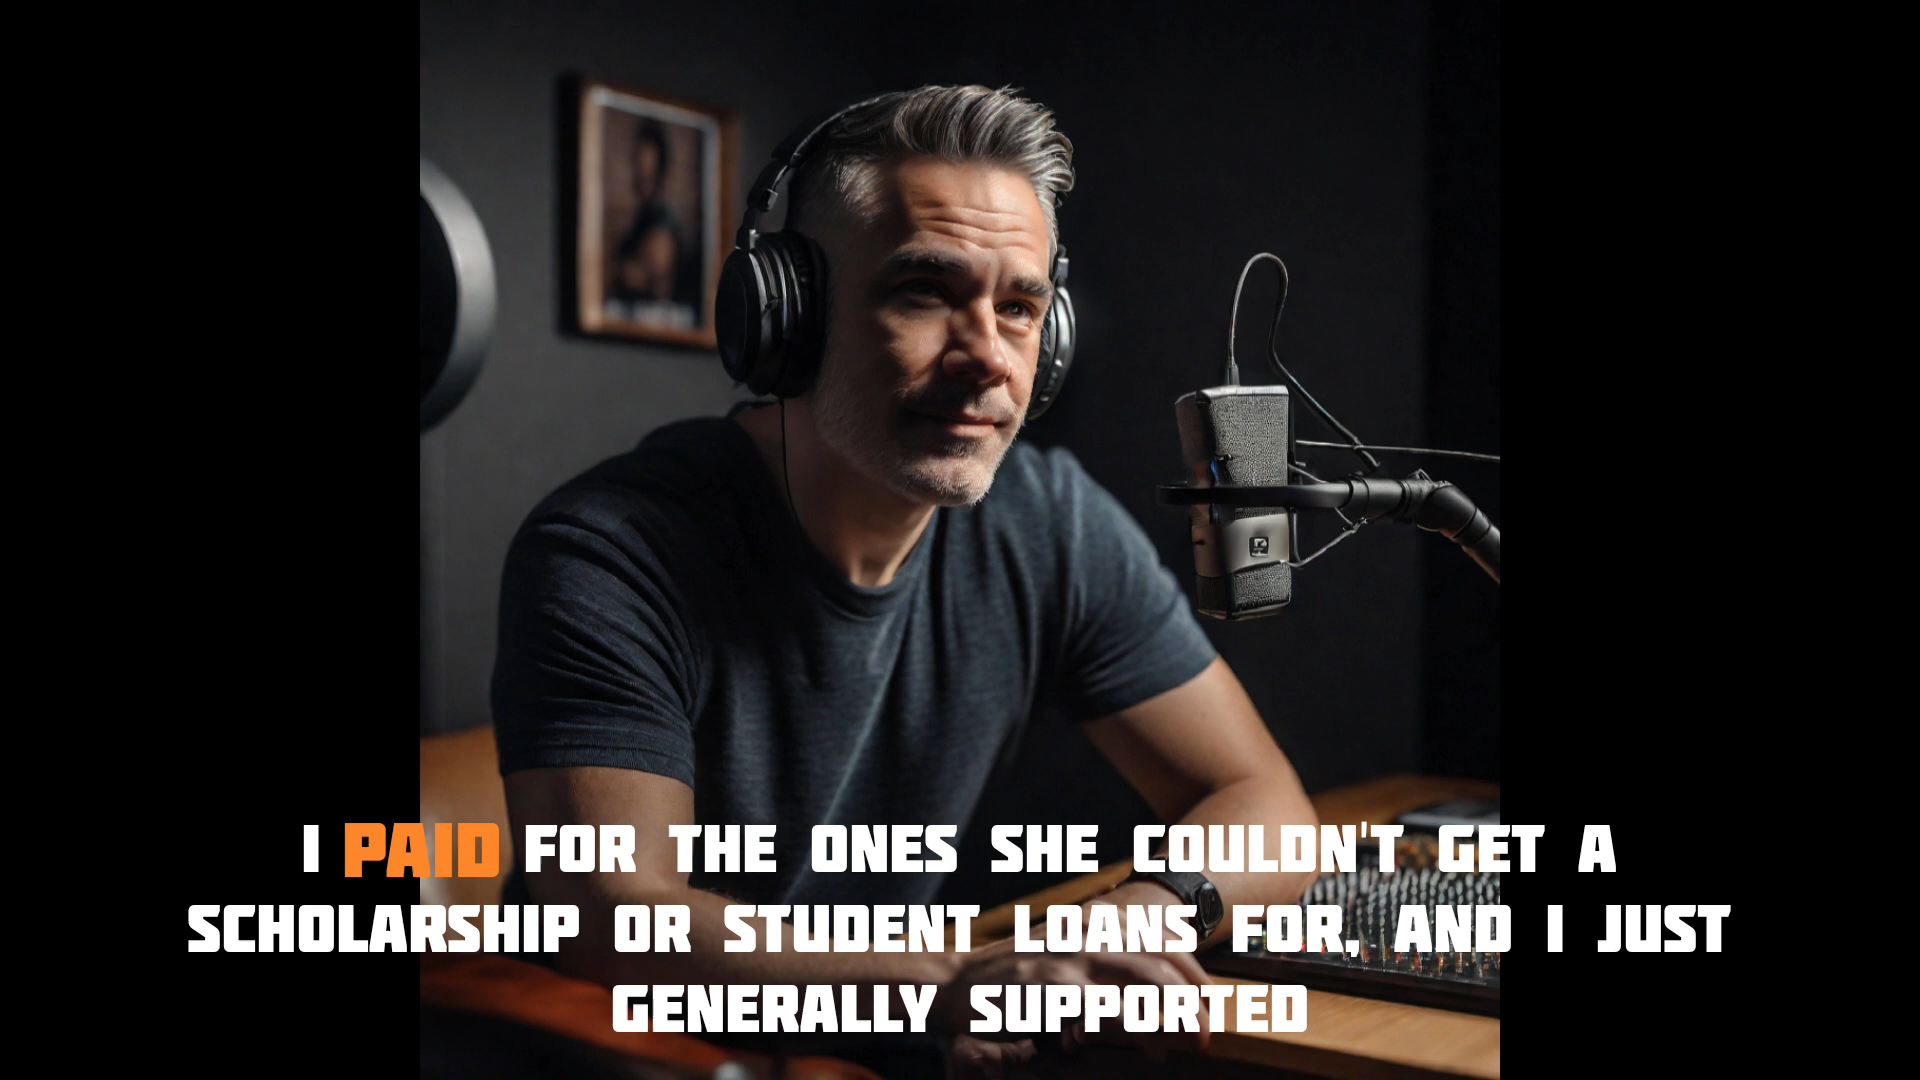 I PAID FOR THE ONES SHE COULDN'T GET A
SCHOLARSHIP OR STUDENT LOANS FOR, AND I JUST
GENERALLY SUPPORTED